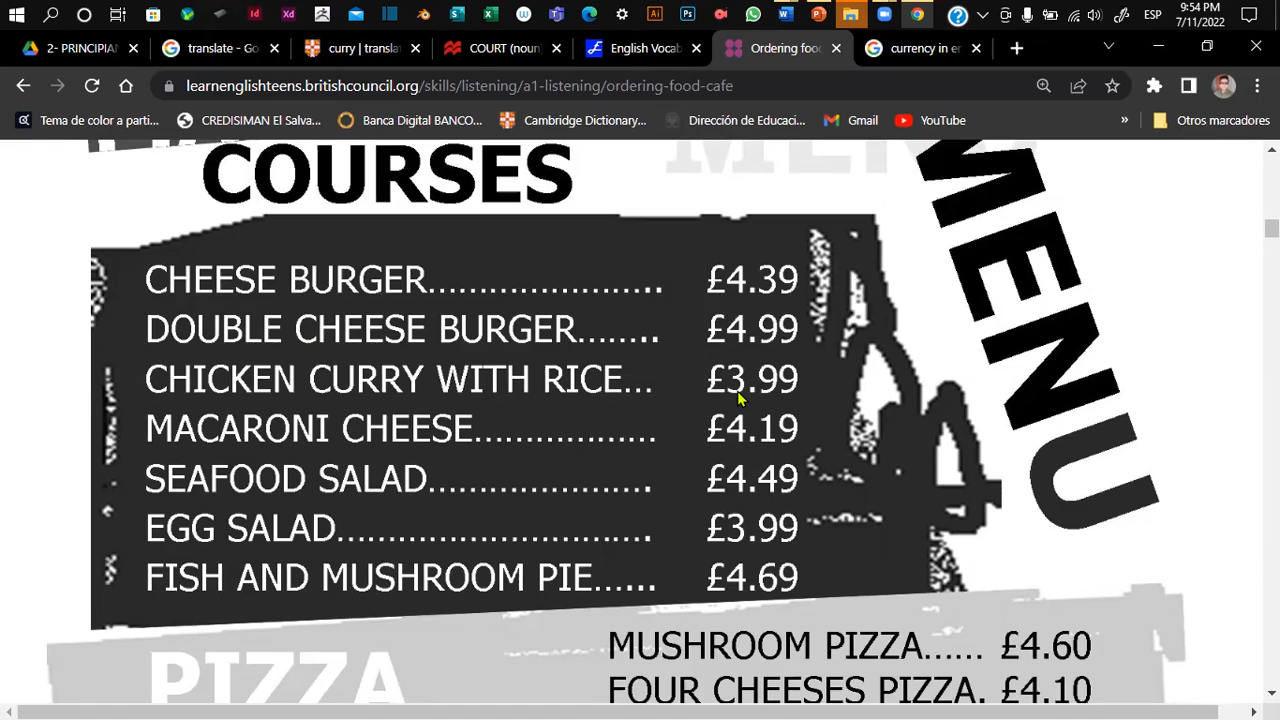 9:54 PM
ESP
7/11/2022
2- PRINCIPIAN
translate - Go
curry | transla
COURT (noun)
English Vocab
Ordering food
currency in en
learnenglishteens.britishcouncil.org/skills/listening/a1-listening/ordering-food-cafe
Tema de color a parti...
CREDISIMAN El Salva...
Banca Digital BANCO...
Cambridge Dictionary...
Dirección de Educaci...
Gmail
YouTube
»
Otros marcadores
MENU
COURSES
MENU
CHEESE BURGER........................ £4.39
DOUBLE CHEESE BURGER........ £4.99
CHICKEN CURRY WITH RICE... £3.99
MACARONI CHEESE.................. £4.19
SEAFOOD SALAD....................... £4.49
EGG SALAD................................ £3.99
FISH AND MUSHROOM PIE...... £4.69
PIZZA
MUSHROOM PIZZA...... £4.60
FOUR CHEESES PIZZA. £4.10